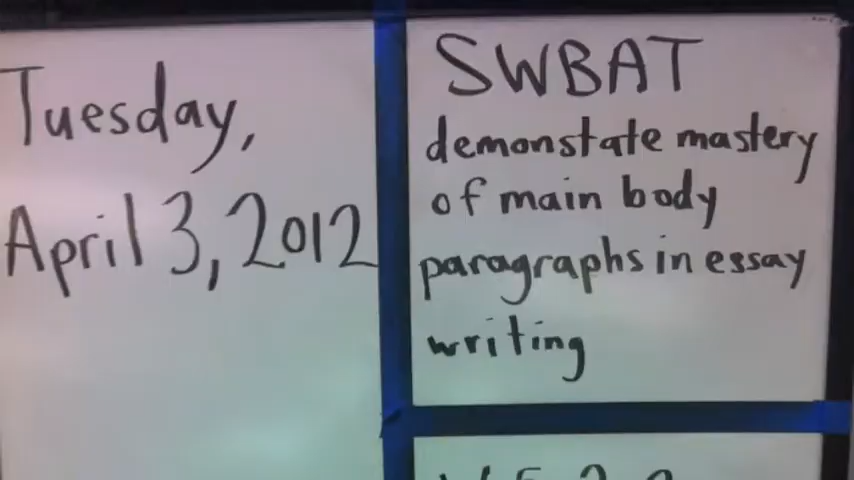 Tuesday,
April 3, 2012
SWBAT
demonstate mastery
of main body
paragraphs in essay
writing